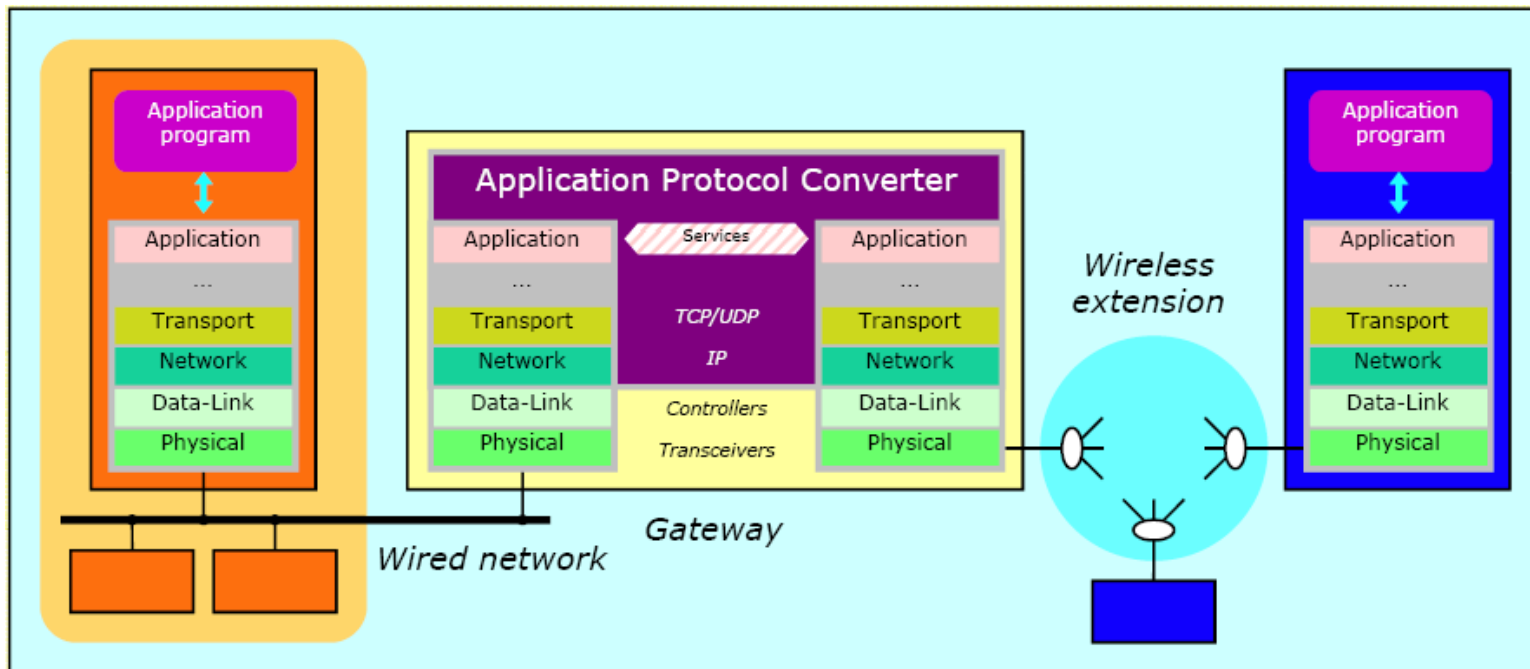 Application
program
Application
...
Transport
Network
Data-Link
Physical
Wired network
Application Protocol Converter
Application
...
Transport
Network
Data-Link
Physical
Services
TCP/UDP
IP
Controllers
Transceivers
Application
...
Transport
Network
Data-Link
Physical
Gateway
Wireless
extension
Application
program
Application
...
Transport
Network
Data-Link
Physical